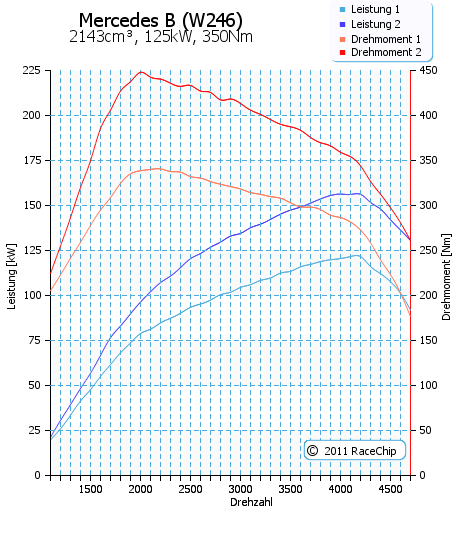 Mercedes B (W246)
2143cm³, 125kW, 350Nm
Leistung 1
Leistung 2
Drehmoment 1
Drehmoment 2
225
200
175
150
125
100
75
50
25
0
Leistung [kW]
450
400
350
300
250
200
150
100
50
0
Drehmoment [Nm]
© 2011 RaceChip
1500 2000 2500 3000 3500 4000 4500
Drehzahl